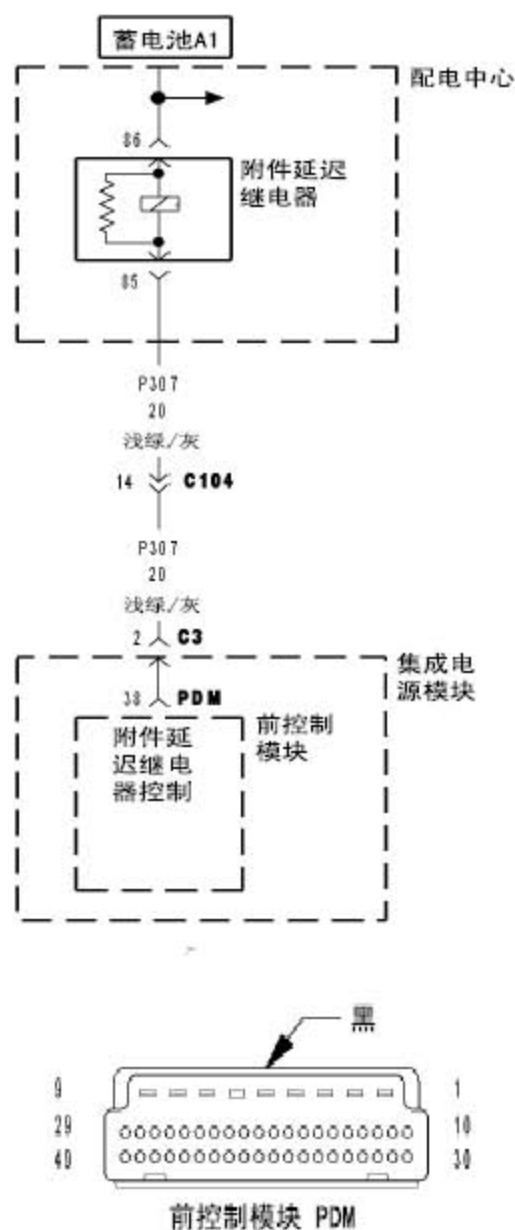 蓄电池A1
配电中心
86
附件延迟
继电器
85
P307
20
浅绿/灰
14 C104
P307
20
浅绿/灰
2 C3
集成电
源模块
38 PDM
前控制
模块
附件延
迟继电
器控制
黑
9 1
29 10
49 30
前控制模块 PDM